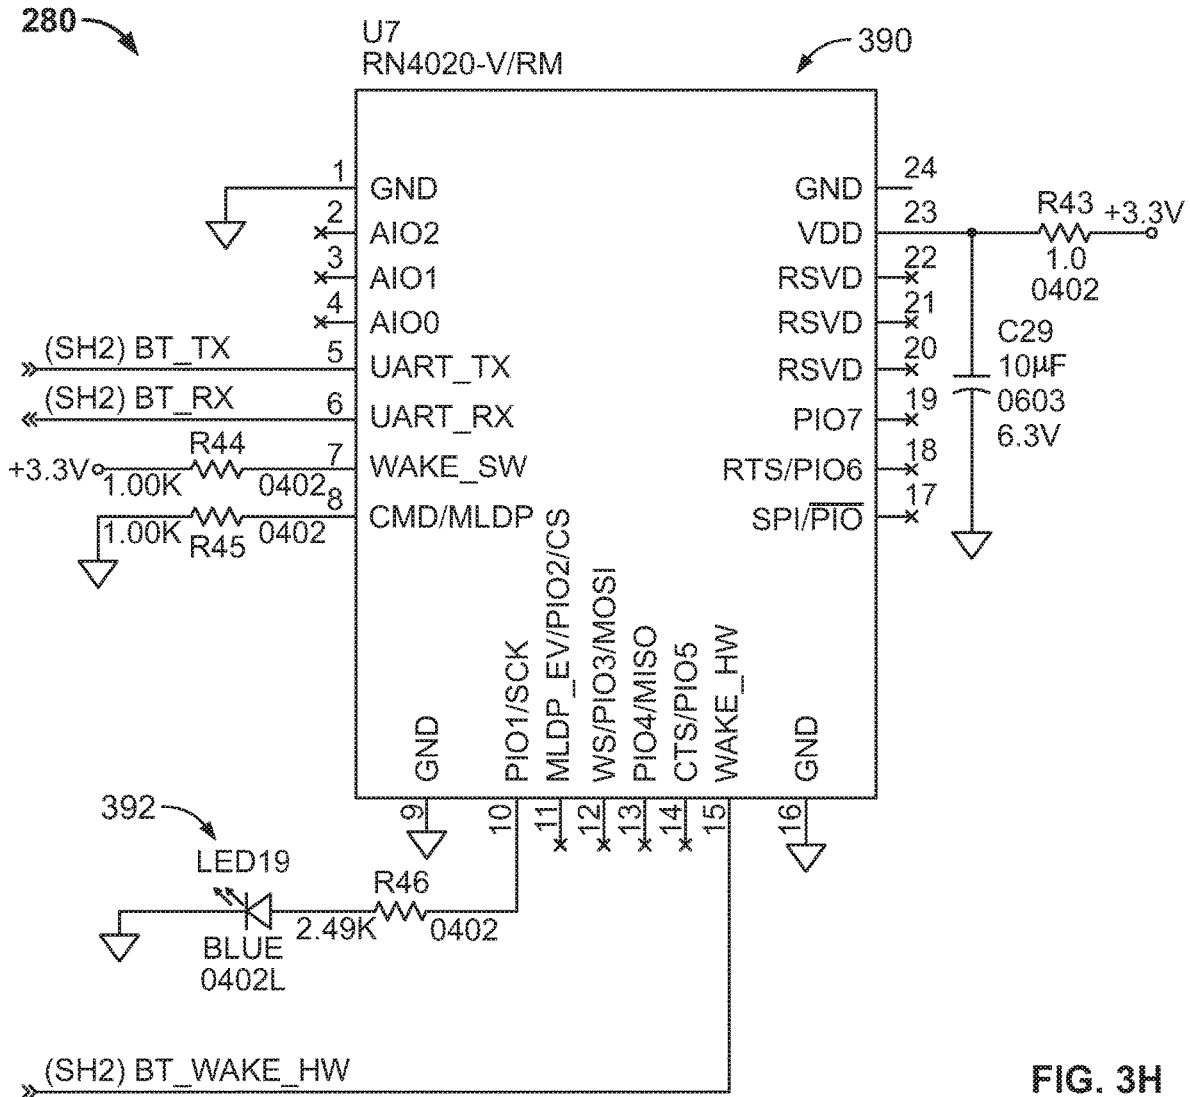 280
U7
RN4020-V/RM
390
1
GND
2
AIO2
3
AIO1
4
AIO0
(SH2) BT_TX
5
UART_TX
(SH2) BT_RX
6
UART_RX
+3.3V
R44
1.00K
0402
7
WAKE_SW
1.00K
R45
0402
8
CMD/MLDP
24
GND
23
VDD
R43
1.0
0402
+3.3V
22
RSVD
21
RSVD
20
RSVD
C29
10µF
0603
6.3V
19
PIO7
18
RTS/PIO6
17
SPI/PIO
GND
PIO1/SCK
MLDP_EV/PIO2/CS
WS/PIO3/MOSI
PIO4/MISO
CTS/PIO5
WAKE_HW
GND
9
10
11
12
13
14
15
16
392
LED19
BLUE
0402L
R46
2.49K
0402
(SH2) BT_WAKE_HW
FIG. 3H